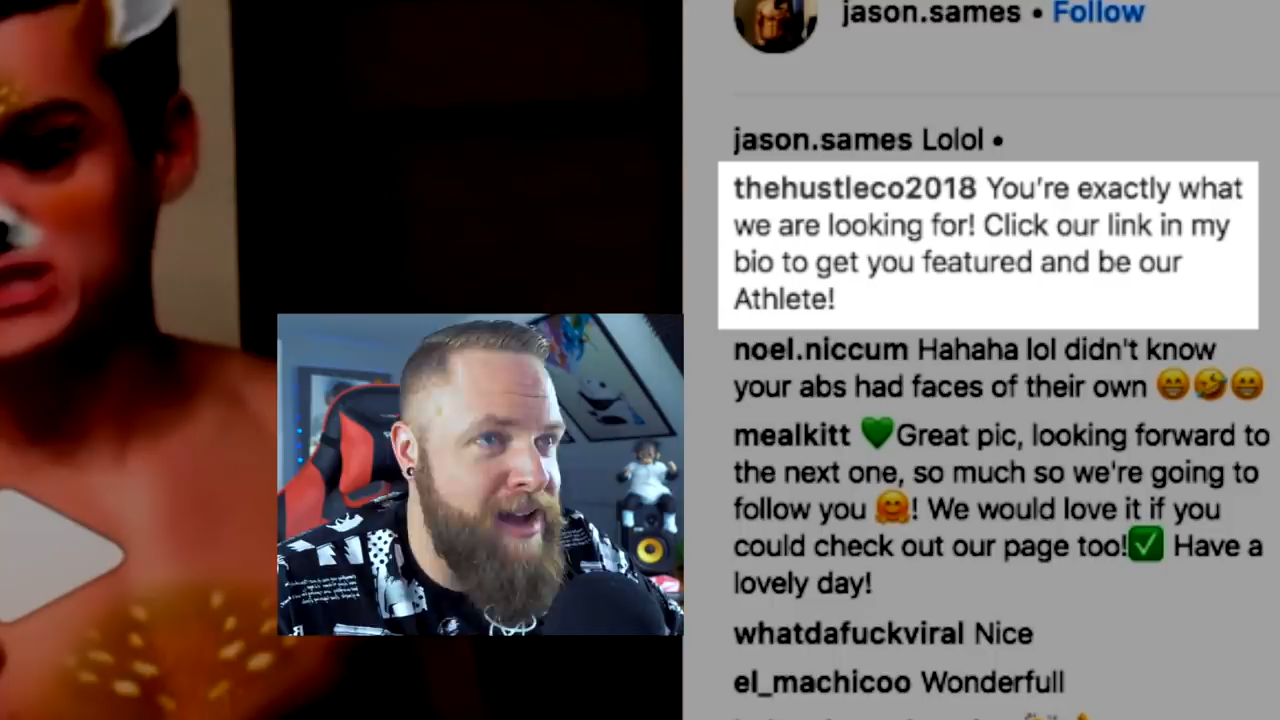 jason.sames • Follow
jason.sames Lolol •
thehustleco2018 You're exactly what
we are looking for! Click our link in my
bio to get you featured and be our
Athlete!
noel.niccum Hahaha lol didn't know
your abs had faces of their own 😁🤣😁
mealkitt 💚Great pic, looking forward to
the next one, so much so we're going to
follow you 🤗! We would love it if you
could check out our page too!✅ Have a
lovely day!
whatdafuckviral Nice
el_machicoo Wonderfull